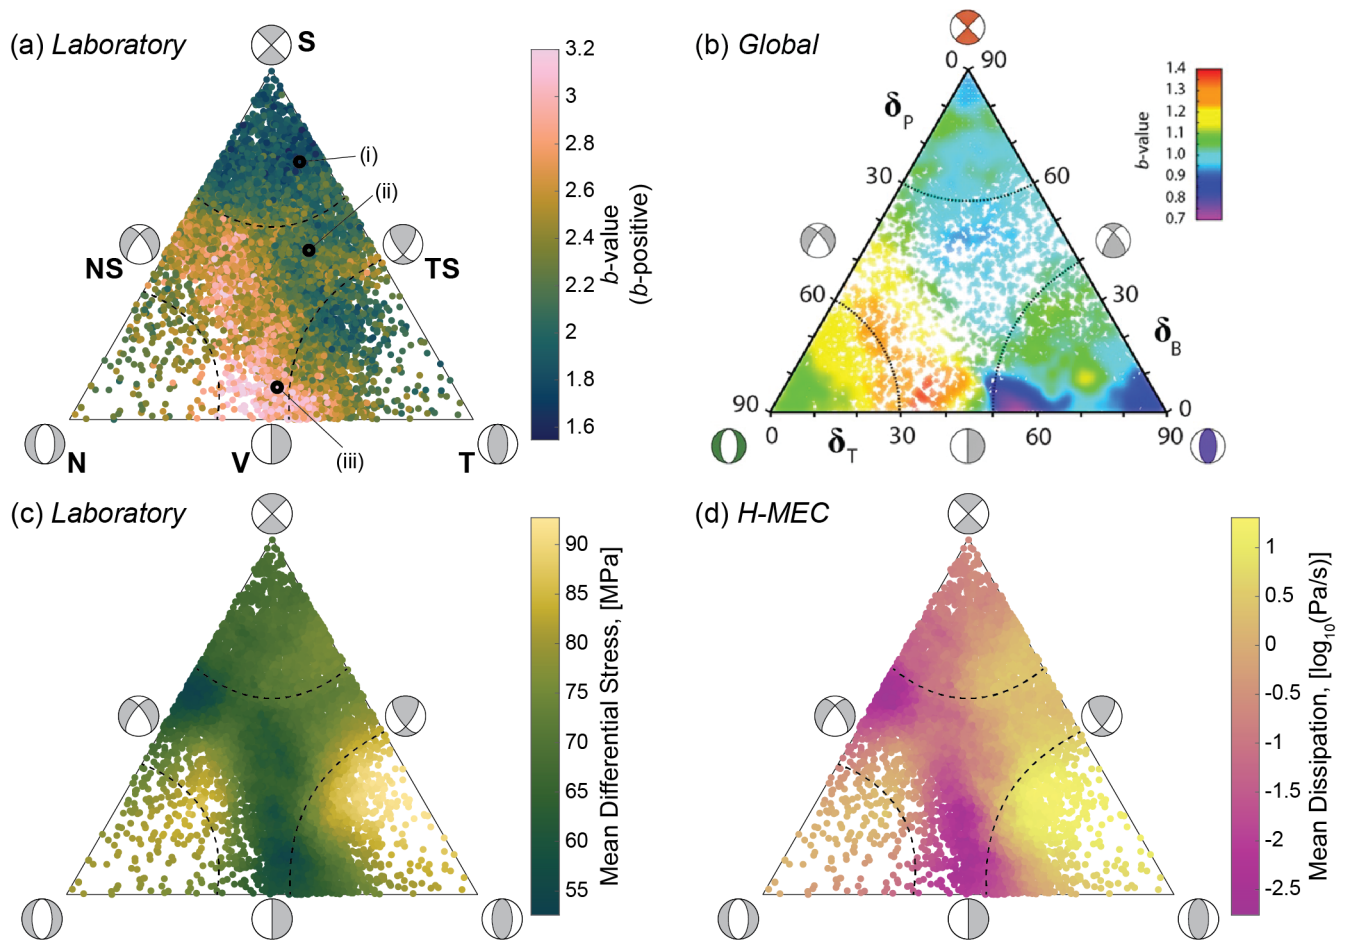 (a) Laboratory
S
3.2
3
2.8
2.6
2.4
2.2
2
1.8
1.6
b-value
(b-positive)
(i)
(ii)
(iii)
NS
TS
N
V
T
(b) Global
0 90
δP
30
60
60
30
δB
90
0
0
30
60
90
δT
1.4
1.3
1.2
1.1
1.0
0.9
0.8
0.7
b-value
(c) Laboratory
90
85
80
75
70
65
60
55
Mean Differential Stress, [MPa]
(d) H-MEC
1
0.5
0
-0.5
-1
-1.5
-2
-2.5
Mean Dissipation, [log10(Pa/s)]